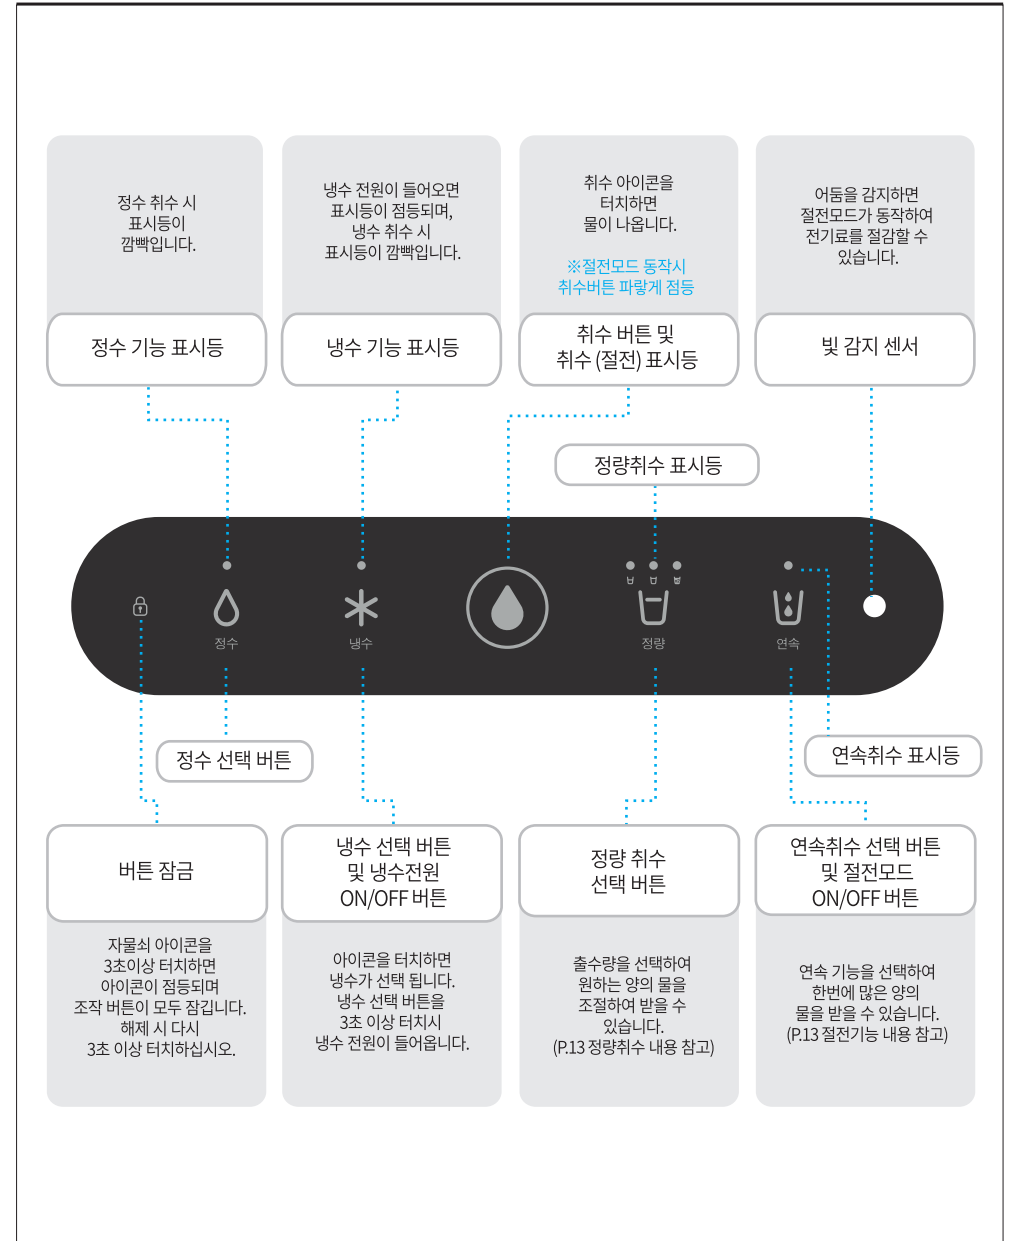 정수 취수 시
표시등이
깜빡입니다.
정수 기능 표시등
냉수 전원이 들어오면
표시등이 점등되며,
냉수 취수 시
표시등이 깜빡입니다.
냉수 기능 표시등
취수 아이콘을
터치하면
물이 나옵니다.
※절전모드 동작시
취수버튼 파랗게 점등
취수 버튼 및
취수 (절전) 표시등
어둠을 감지하면
절전모드가 동작하여
전기료를 절감할 수
있습니다.
빛 감지 센서
정량취수 표시등
정수
냉수
정량
연속
정수 선택 버튼
연속취수 표시등
버튼 잠금
자물쇠 아이콘을
3초이상 터치하면
아이콘이 점등되며
조작 버튼이 모두 잠깁니다.
해제 시 다시
3초 이상 터치하십시오.
냉수 선택 버튼
및 냉수전원
ON/OFF 버튼
아이콘을 터치하면
냉수가 선택 됩니다.
냉수 선택 버튼을
3초 이상 터치시
냉수 전원이 들어옵니다.
정량 취수
선택 버튼
출수량을 선택하여
원하는 양의 물을
조절하여 받을 수
있습니다.
(P.13 정량취수 내용 참고)
연속취수 선택 버튼
및 절전모드
ON/OFF 버튼
연속 기능을 선택하여
한번에 많은 양의
물을 받을 수 있습니다.
(P.13 절전기능 내용 참고)